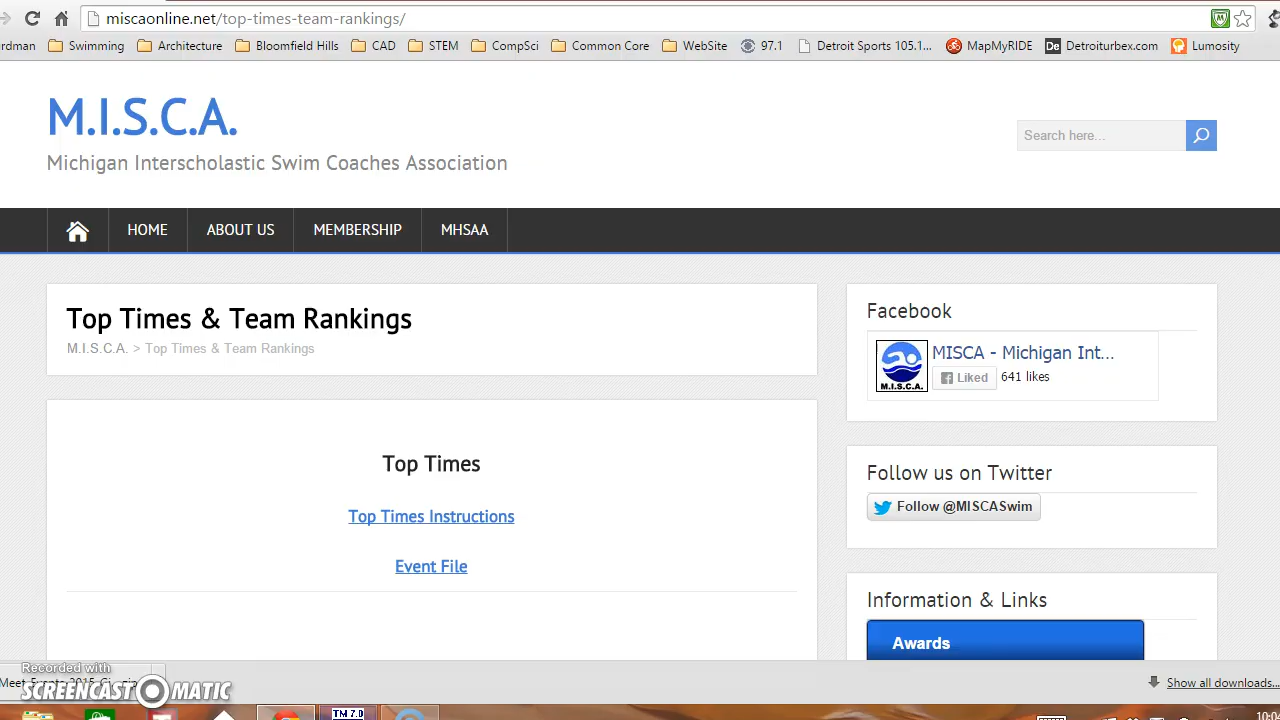 miscaonline.net/top-times-team-rankings/
rdman Swimming Architecture Bloomfield Hills CAD STEM CompSci Common Core WebSite 97.1 Detroit Sports 105.1... MapMyRIDE De Detroiturbex.com Lumosity
M.I.S.C.A.
Michigan Interscholastic Swim Coaches Association
Search here...
HOME ABOUT US MEMBERSHIP MHSAA
Top Times & Team Rankings
M.I.S.C.A. > Top Times & Team Rankings
Top Times
Top Times Instructions
Event File
Facebook
MISCA - Michigan Int...
Liked 641 likes
M.I.S.C.A.
Follow us on Twitter
Follow @MISCASwim
Information & Links
Awards
Recorded with
SCREENCAST MATIC
Show all downloads...
TM 7.0